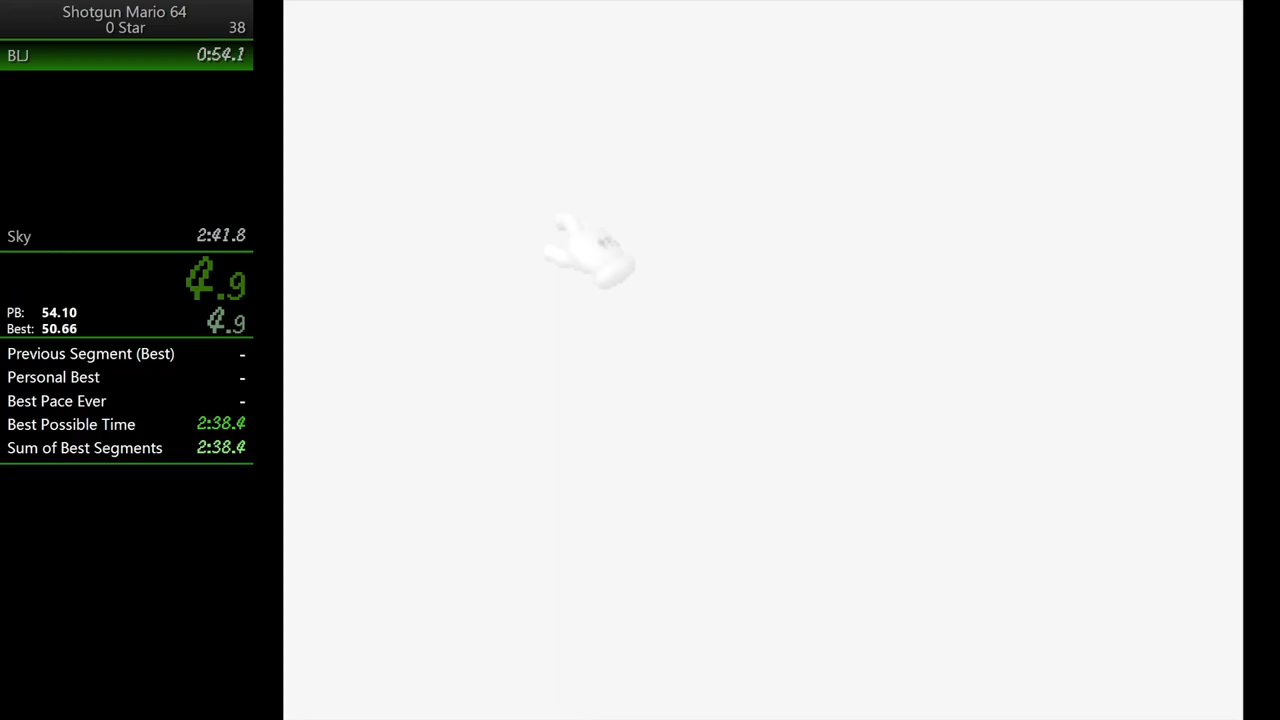 Shotgun Mario 64
0 Star 38
BLJ 0:54.1
Sky 2:41.8
4.9
PB: 54.10 4.9
Best: 50.66
Previous Segment (Best) -
Personal Best -
Best Pace Ever -
Best Possible Time 2:38.4
Sum of Best Segments 2:38.4